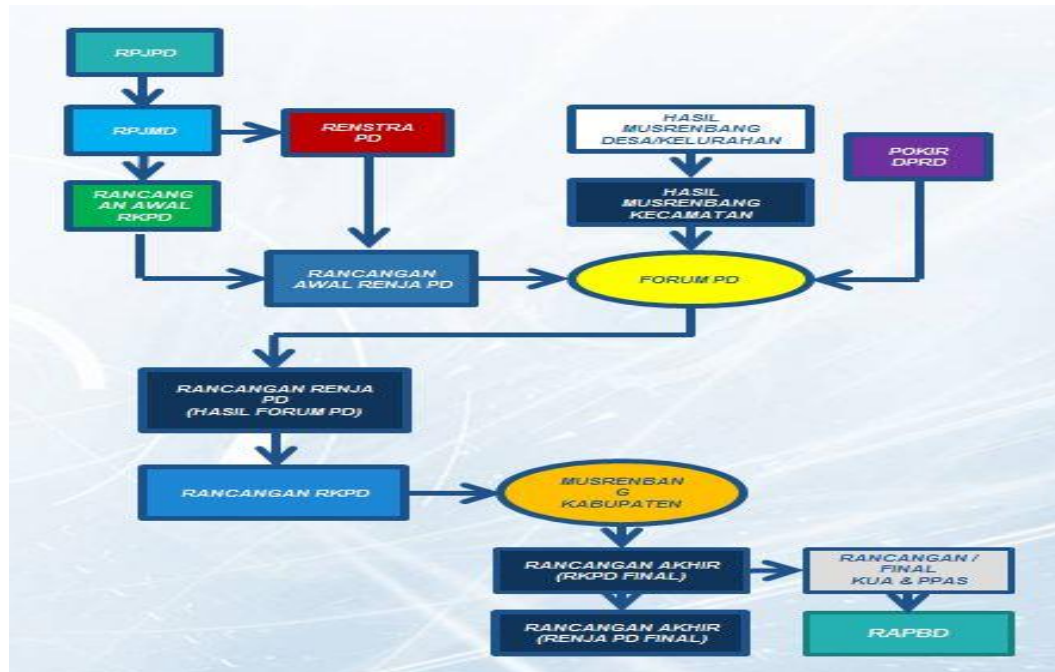 RPJPD
RPJMD
RENSTRA
PD
HASIL
MUSRENBANG
DESA/KELURAHAN
POKIR
DPRD
RANCANG
AN AWAL
RKPD
HASIL
MUSRENBANG
KECAMATAN
RANCANGAN
AWAL RENJA PD
FORUM PD
RANCANGAN RENJA
PD
(HASIL FORUM PD)
RANCANGAN RKPD
MUSRENBAN
G
KABUPATEN
RANCANGAN AKHIR
(RKPD FINAL)
RANCANGAN /
FINAL
KUA & PPAS
RANCANGAN AKHIR
(RENJA PD FINAL)
RAPBD